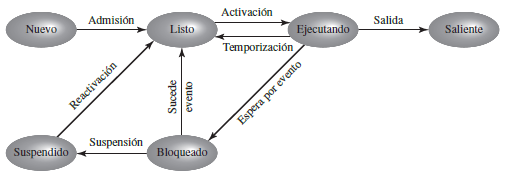 Nuevo
Admisión
Listo
Activación
Temporización
Ejecutando
Salida
Saliente
Reactivación
Sucede
evento
Espera por evento
Suspendido
Suspensión
Bloqueado